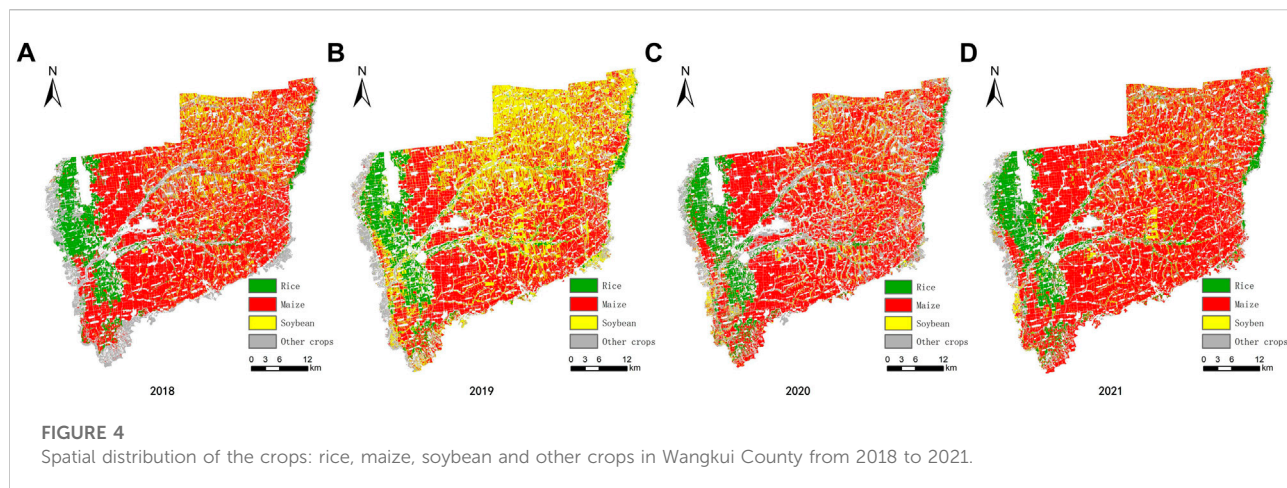 A
B
C
D
N
N
N
N
Rice
Maize
Soybean
Other crops
0 3 6 12
km
2018
Rice
Maize
Soybean
Other crops
0 3 6 12
km
2019
Rice
Maize
Soybean
Other crops
0 3 6 12
km
2020
Rice
Maize
Soyben
Other crops
0 3 6 12
km
2021
FIGURE 4
Spatial distribution of the crops: rice, maize, soybean and other crops in Wangkui County from 2018 to 2021.